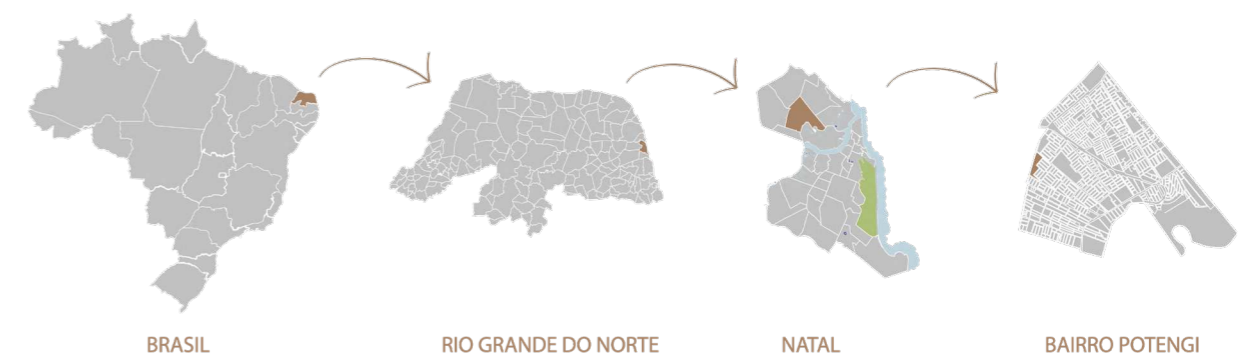 BRASIL
RIO GRANDE DO NORTE
NATAL
BAIRRO POTENGI